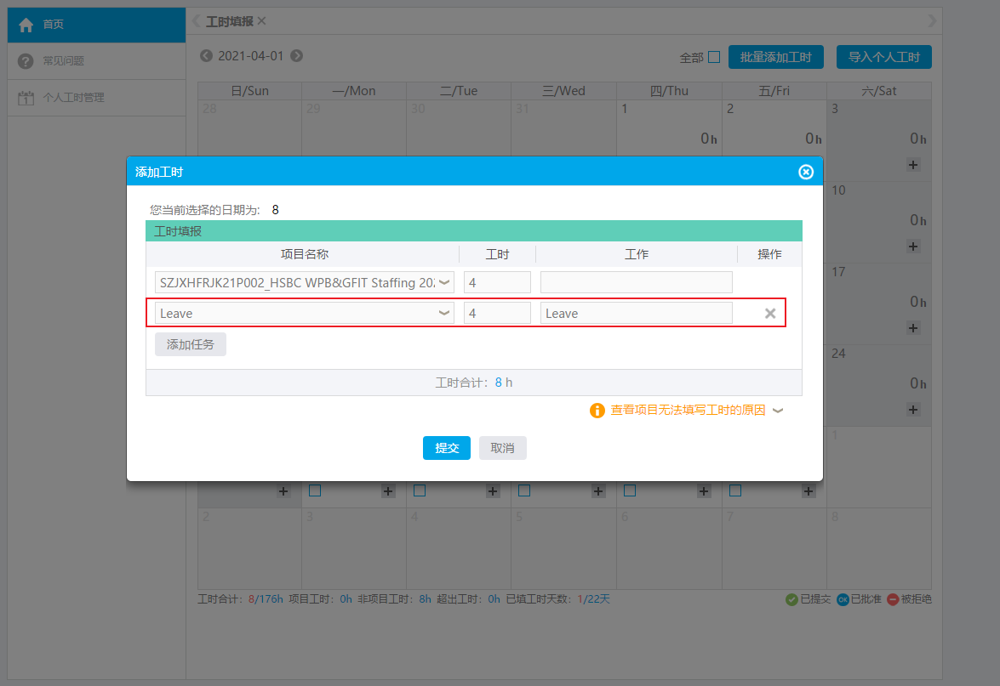 首页
工时填报
常见问题
2021-04-01
全部
批量添加工时
导入个人工时
个人工时管理
日/Sun 一/Mon 二/Tue 三/Wed 四/Thu 五/Fri 六/Sat
28 29 30 31 1 2 3
0h 0h 0h
添加工时
您当前选择的日期为: 8
10
0h
工时填报
项目名称 工时 工作 操作
SZJXHFRJK21P002_HSBC WPB&GFIT Staffing 202 4
17
0h
Leave 4 Leave
添加任务
24
工时合计: 8 h
0h
查看项目无法填写工时的原因
1
提交 取消
2 3 4 5 6 7 8
工时合计: 8/176h 项目工时: 0h 非项目工时: 8h 超出工时: 0h 已填工时天数: 1/22天
已提交 OK 已批准 被拒绝